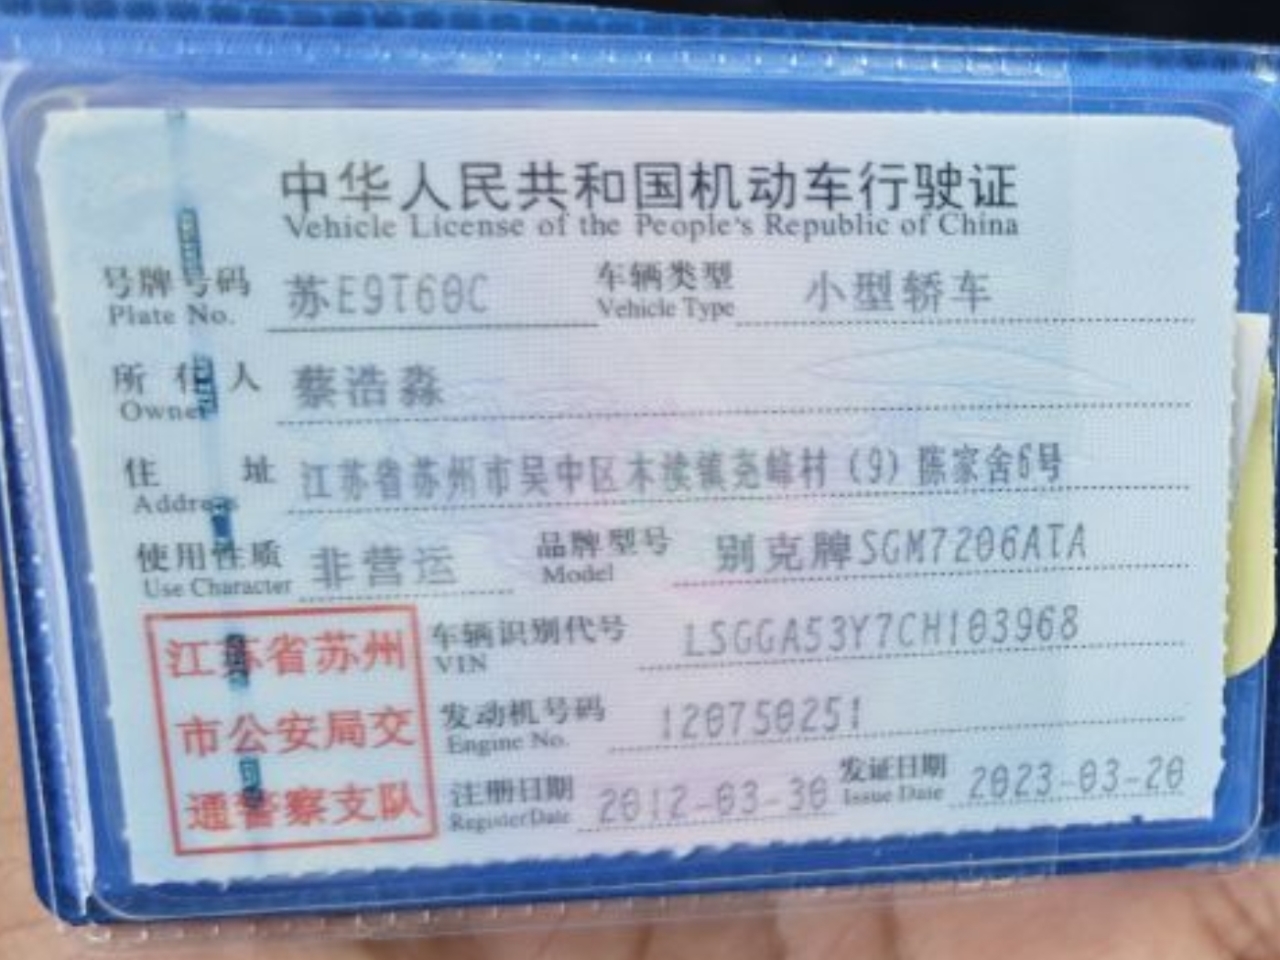 中华人民共和国机动车行驶证
Vehicle License of the People's Republic of China
号牌号码 苏E9T60C 车辆类型 小型轿车
Plate No. Vehicle Type
所有人 蔡浩淼
Owner
住址 江苏省苏州市吴中区木渎镇尧峰村(9)陈家舍6号
Address
使用性质 非营运 品牌型号 别克牌SGM7206ATA
Use Character Model
江苏省苏州
市公安局交
通警察支队
车辆识别代号 LSGGA53Y7CH103968
VIN
发动机号码 120750251
Engine No.
注册日期 2012-03-30 发证日期 2023-03-20
Register Date Issue Date